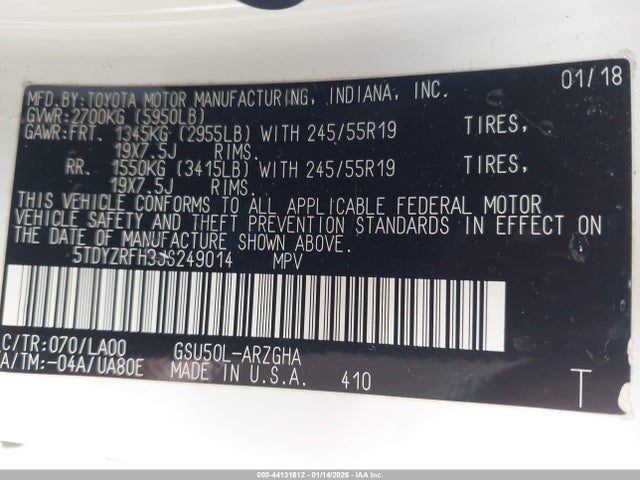 MFD.BY:TOYOTA MOTOR MANUFACTURING, INDIANA, INC. 01/18
GVWR:2700KG (5950LB)
GAWR:FRT. 1345KG (2955LB) WITH 245/55R19 TIRES,
19X7.5J RIMS.
RR. 1550KG (3415LB) WITH 245/55R19 TIRES,
19X7.5J RIMS.
THIS VEHICLE CONFORMS TO ALL APPLICABLE FEDERAL MOTOR
VEHICLE SAFETY AND THEFT PREVENTION STANDARDS IN EFFECT ON
THE DATE OF MANUFACTURE SHOWN ABOVE.
5TDYZRFH3JS249014 MPV
C/TR:070/LA00 GSU50L-ARZGHA
A/TM:-04A/UA80E MADE IN U.S.A. 410 T
000-44131612 - 01/14/2026 - IAA Inc.